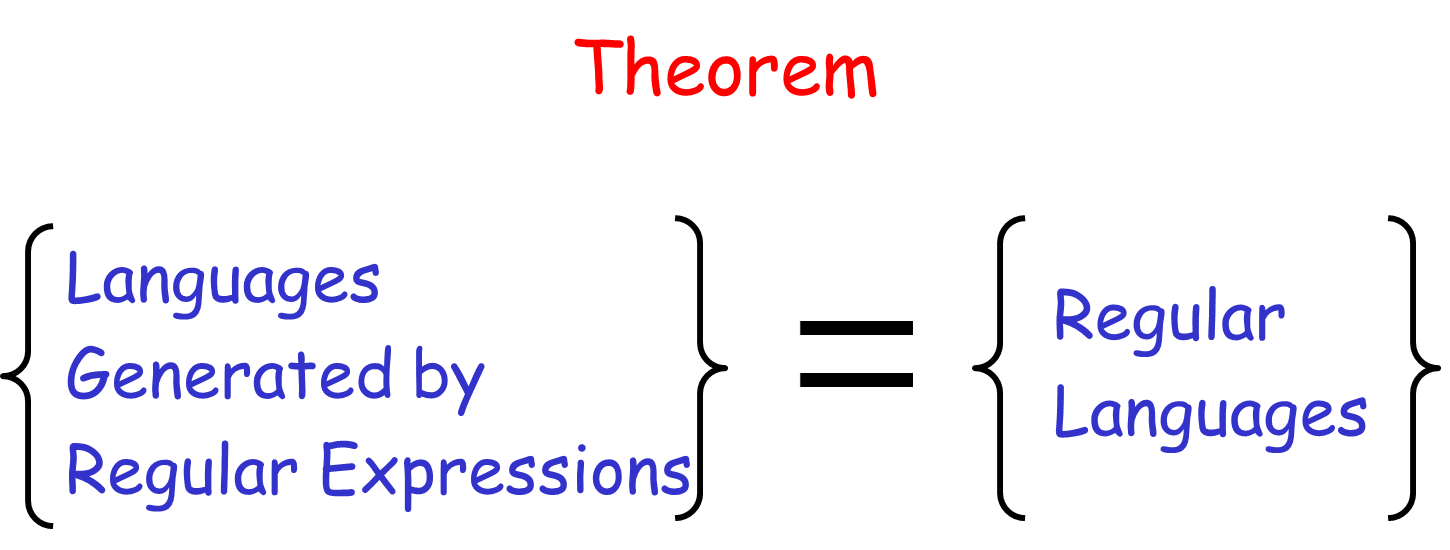 Theorem
Languages
Generated by
Regular Expressions
=
Regular
Languages